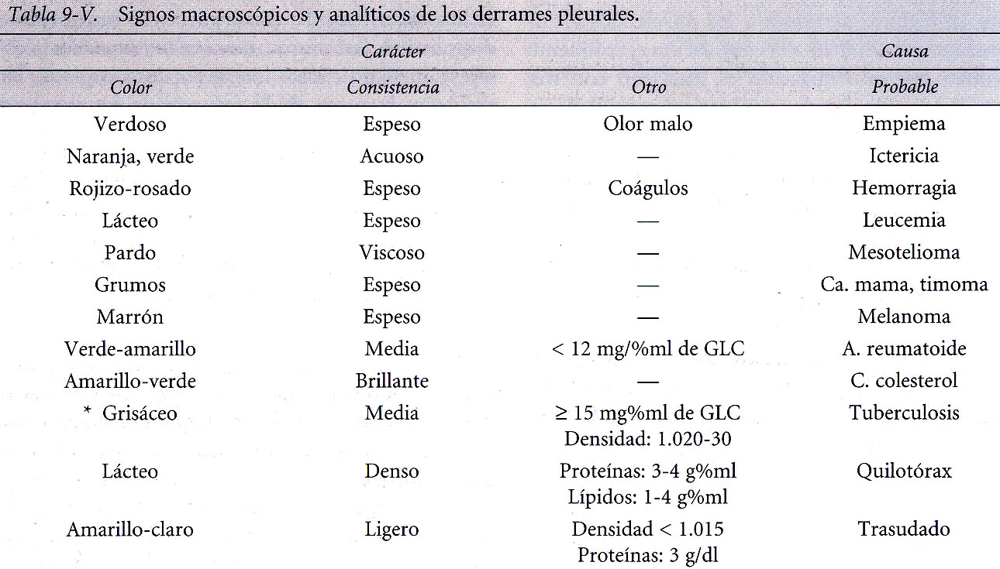 Tabla 9-V. Signos macroscópicos y analíticos de los derrames pleurales.
Carácter Causa
Color Consistencia Otro Probable
Verdoso Espeso Olor malo Empiema
Naranja, verde Acuoso — Ictericia
Rojizo-rosado Espeso Coágulos Hemorragia
Lácteo Espeso — Leucemia
Pardo Viscoso — Mesotelioma
Grumos Espeso — Ca. mama, timoma
Marrón Espeso — Melanoma
Verde-amarillo Media < 12 mg/%ml de GLC A. reumatoide
Amarillo-verde Brillante — C. colesterol
* Grisáceo Media ≥ 15 mg%ml de GLC Tuberculosis
Densidad: 1.020-30
Lácteo Denso Proteínas: 3-4 g%ml Quilotórax
Lípidos: 1-4 g%ml
Amarillo-claro Ligero Densidad < 1.015 Trasudado
Proteínas: 3 g/dl